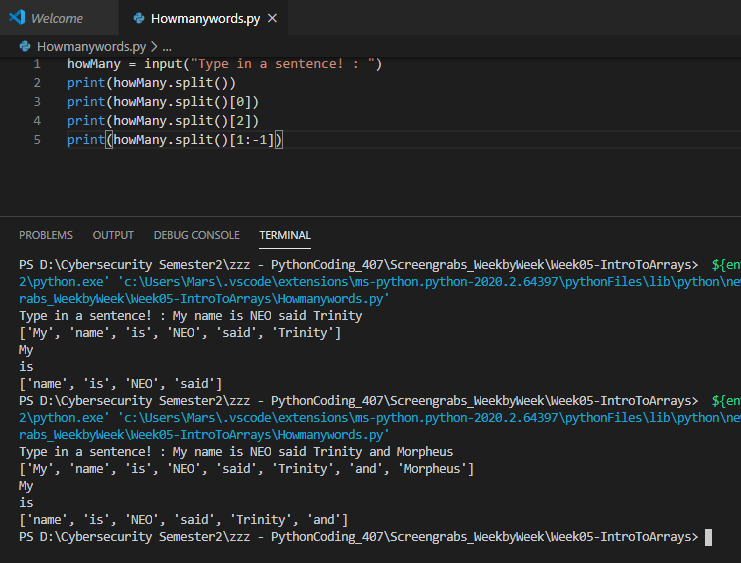 Welcome Howmanywords.py ×
Howmanywords.py > ...
1 howMany = input("Type in a sentence! : ")
2 print(howMany.split())
3 print(howMany.split()[0])
4 print(howMany.split()[2])
5 print(howMany.split()[1:-1])
PROBLEMS OUTPUT DEBUG CONSOLE TERMINAL
PS D:\Cybersecurity Semester2\zzz - PythonCoding_407\Screengrabs_WeekbyWeek\Week05-IntroToArrays> ${en
2\python.exe' 'c:\Users\Mars\.vscode\extensions\ms-python.python-2020.2.64397\pythonFiles\lib\python\ne
rabs_WeekbyWeek\Week05-IntroToArrays\Howmanywords.py'
Type in a sentence! : My name is NEO said Trinity
['My', 'name', 'is', 'NEO', 'said', 'Trinity']
My
is
['name', 'is', 'NEO', 'said']
PS D:\Cybersecurity Semester2\zzz - PythonCoding_407\Screengrabs_WeekbyWeek\Week05-IntroToArrays> ${en
2\python.exe' 'c:\Users\Mars\.vscode\extensions\ms-python.python-2020.2.64397\pythonFiles\lib\python\ne
rabs_WeekbyWeek\Week05-IntroToArrays\Howmanywords.py'
Type in a sentence! : My name is NEO said Trinity and Morpheus
['My', 'name', 'is', 'NEO', 'said', 'Trinity', 'and', 'Morpheus']
My
is
['name', 'is', 'NEO', 'said', 'Trinity', 'and']
PS D:\Cybersecurity Semester2\zzz - PythonCoding_407\Screengrabs_WeekbyWeek\Week05-IntroToArrays>